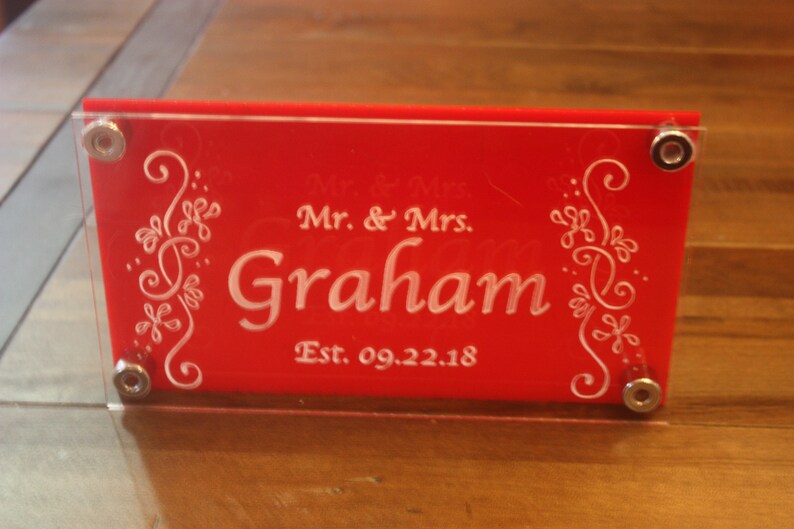 Mr. & Mrs.
Graham
Est. 09.22.18